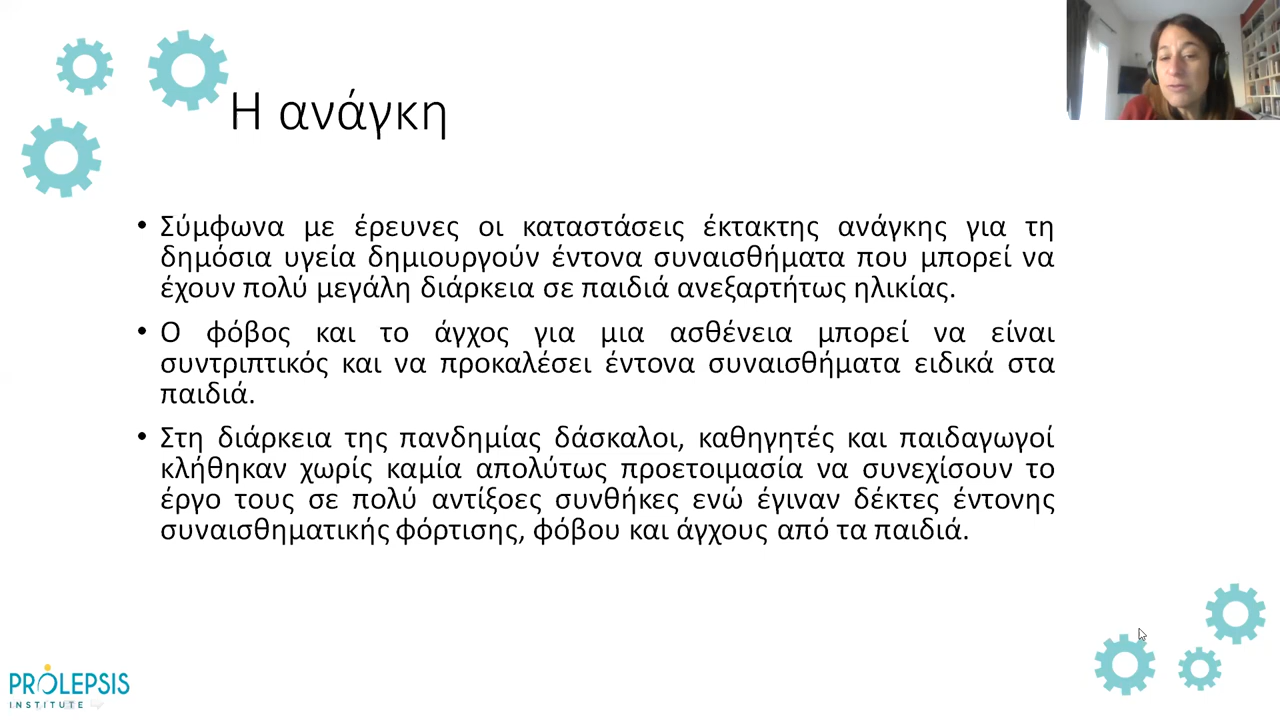 Η ανάγκη
• Σύμφωνα με έρευνες οι καταστάσεις έκτακτης ανάγκης για τη
δημόσια υγεία δημιουργούν έντονα συναισθήματα που μπορεί να
έχουν πολύ μεγάλη διάρκεια σε παιδιά ανεξαρτήτως ηλικίας.
• Ο φόβος και το άγχος για μια ασθένεια μπορεί να είναι
συντριπτικός και να προκαλέσει έντονα συναισθήματα ειδικά στα
παιδιά.
• Στη διάρκεια της πανδημίας δάσκαλοι, καθηγητές και παιδαγωγοί
κλήθηκαν χωρίς καμία απολύτως προετοιμασία να συνεχίσουν το
έργο τους σε πολύ αντίξοες συνθήκες ενώ έγιναν δέκτες έντονης
συναισθηματικής φόρτισης, φόβου και άγχους από τα παιδιά.
PROLEPSIS
INSTITUTE